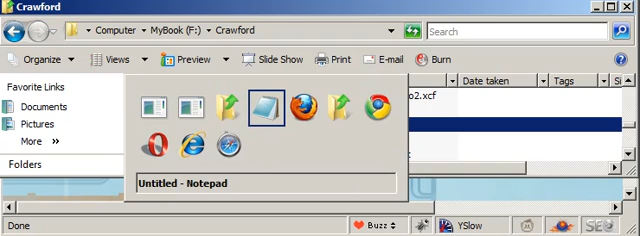 Crawford
Computer MyBook (F:) Crawford
Search
Organize Views Preview Slide Show Print E-mail Burn
Favorite Links
Documents
Pictures
More »
Folders
Date taken Tags
o2.xcf
Untitled - Notepad
Done Buzz YSlow SEO